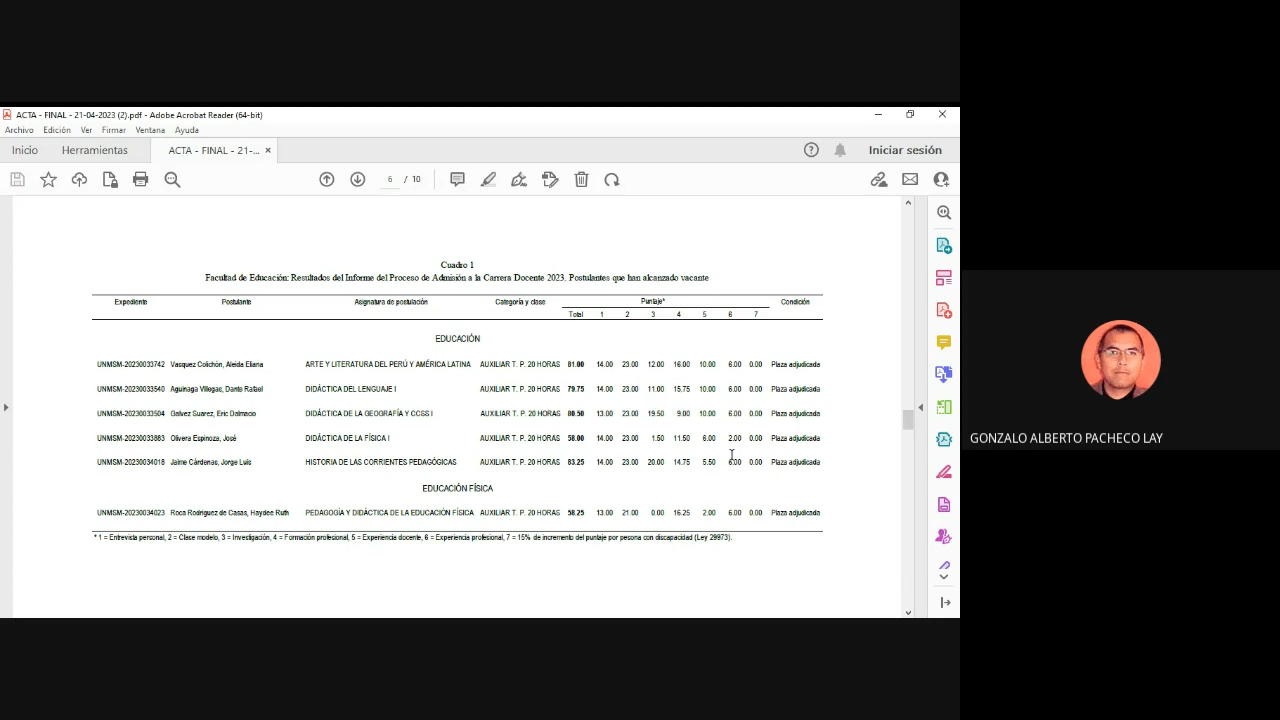 ACTA - FINAL - 21-04-2023 (2).pdf - Adobe Acrobat Reader (64-bit)
Archivo Edición Ver Firmar Ventana Ayuda
Inicio Herramientas ACTA - FINAL - 21-... × Iniciar sesión
6 / 10
Cuadro 1
Facultad de Educación: Resultados del Informe del Proceso de Admisión a la Carrera Docente 2023. Postulantes que han alcanzado vacante
Expediente Postulante Asignatura de postulación Categoría y clase Puntaje* Condición
Total 1 2 3 4 5 6 7
EDUCACIÓN
UNMSM-20230033742 Vasquez Colichón, Aleida Eliana ARTE Y LITERATURA DEL PERÚ Y AMÉRICA LATINA AUXILIAR T. P. 20 HORAS 81.00 14.00 23.00 12.00 16.00 10.00 6.00 0.00 Plaza adjudicada
UNMSM-20230033540 Aguinaga Villegas, Dante Rafael DIDÁCTICA DEL LENGUAJE I AUXILIAR T. P. 20 HORAS 79.75 14.00 23.00 11.00 15.75 10.00 6.00 0.00 Plaza adjudicada
UNMSM-20230033504 Galvez Suarez, Eric Dalmacio DIDÁCTICA DE LA GEOGRAFÍA Y CCSS I AUXILIAR T. P. 20 HORAS 80.50 13.00 23.00 19.50 9.00 10.00 6.00 0.00 Plaza adjudicada
UNMSM-20230033883 Olivera Espinoza, José DIDÁCTICA DE LA FÍSICA I AUXILIAR T. P. 20 HORAS 58.00 14.00 23.00 1.50 11.50 6.00 2.00 0.00 Plaza adjudicada
UNMSM-20230034018 Jaime Cárdenas, Jorge Luis HISTORIA DE LAS CORRIENTES PEDAGÓGICAS AUXILIAR T. P. 20 HORAS 83.25 14.00 23.00 20.00 14.75 5.50 6.00 0.00 Plaza adjudicada
EDUCACIÓN FÍSICA
UNMSM-20230034023 Roca Rodriguez de Casas, Haydee Ruth PEDAGOGÍA Y DIDÁCTICA DE LA EDUCACIÓN FÍSICA AUXILIAR T. P. 20 HORAS 58.25 13.00 21.00 0.00 16.25 2.00 6.00 0.00 Plaza adjudicada
* 1 = Entrevista personal, 2 = Clase modelo, 3 = Investigación, 4 = Formación profesional, 5 = Experiencia docente, 6 = Experiencia profesional, 7 = 15% de incremento del puntaje por pesona con discapacidad (Ley 29973).
GONZALO ALBERTO PACHECO LAY